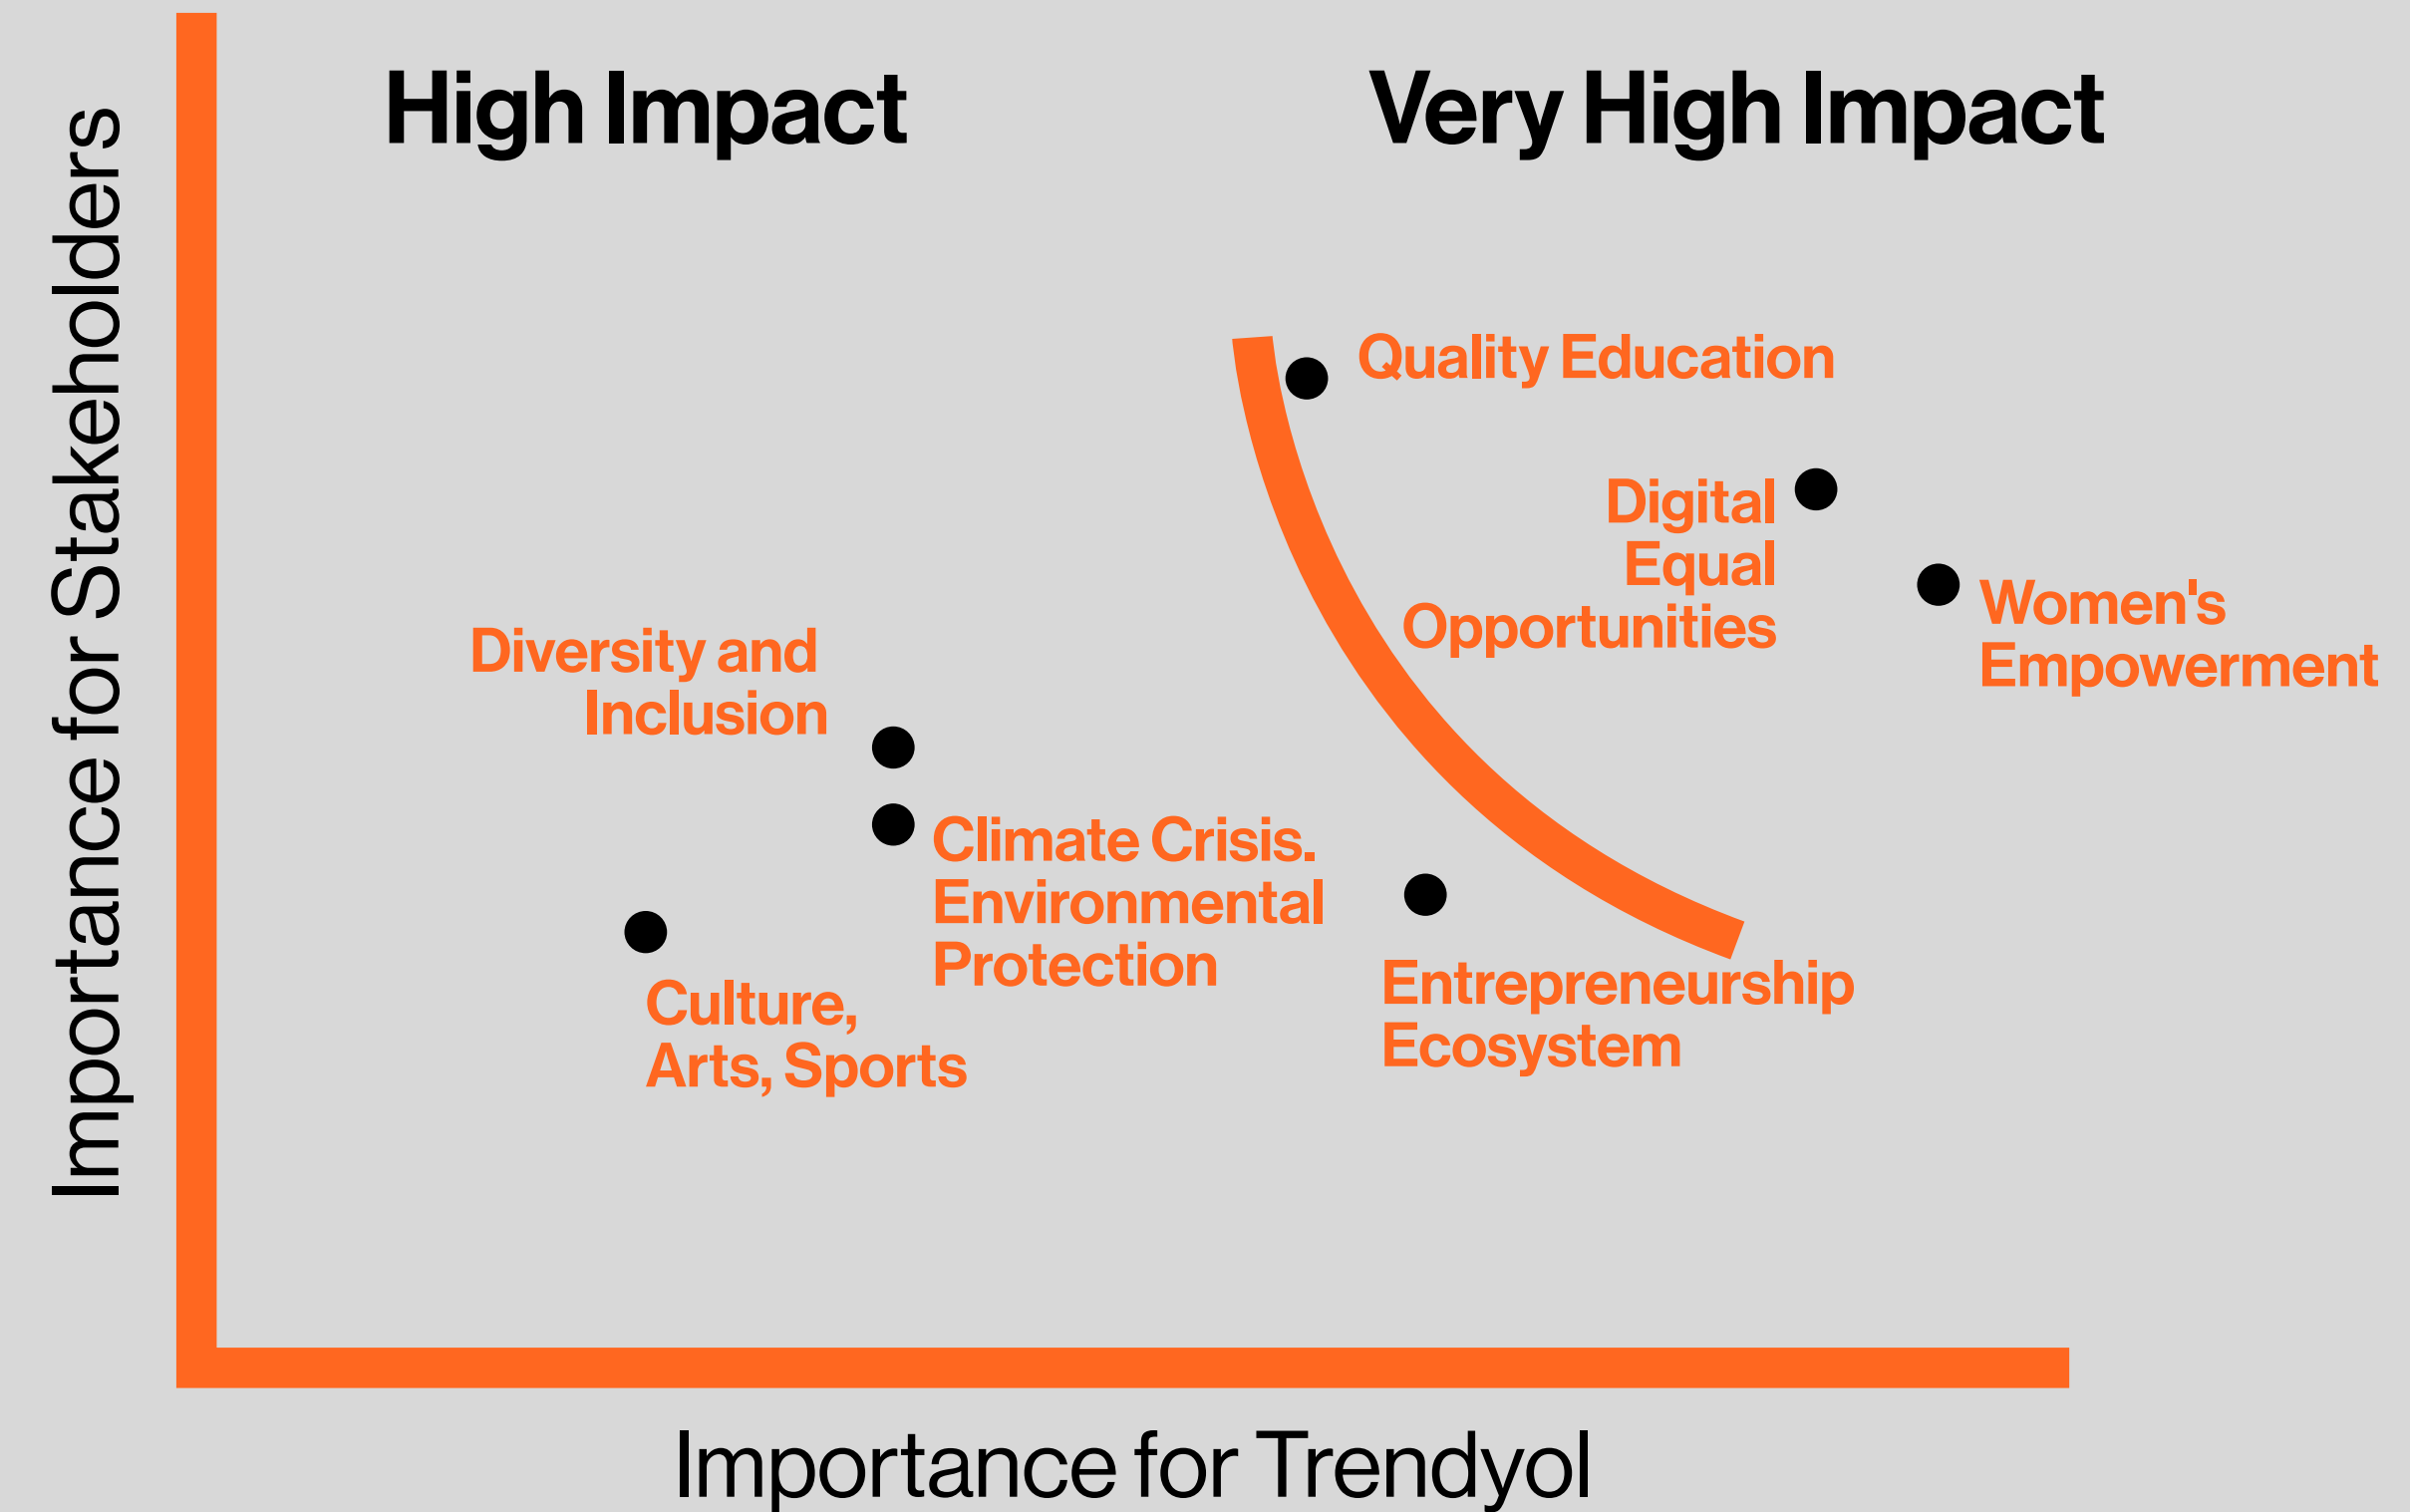 High Impact
Very High Impact
Importance for Stakeholders
Quality Education
Digital
Equal
Opportunities
Women's
Empowerment
Diversity and
Inclusion
Climate Crisis.
Environmental
Protection
Culture,
Arts, Sports
Entrepreneurship
Ecosystem
Importance for Trendyol